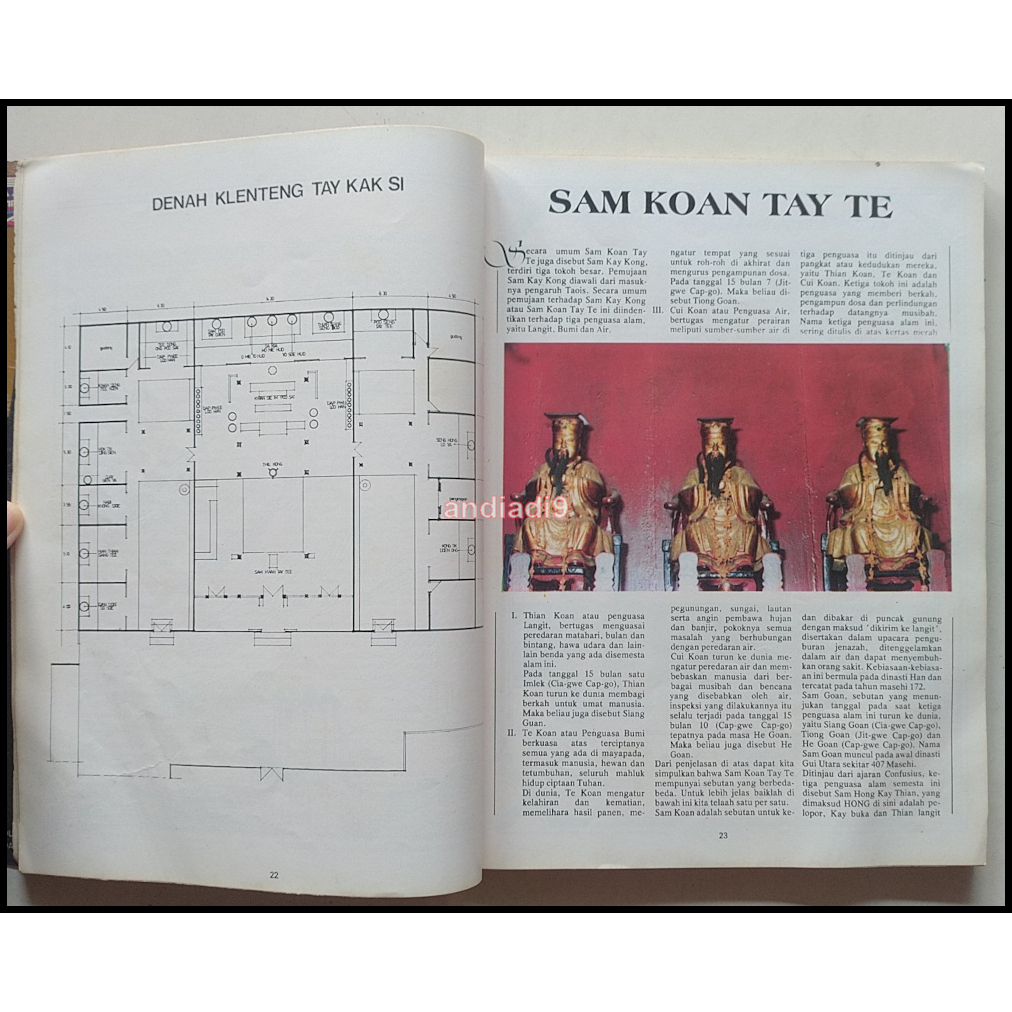 DENAH KLENTENG TAY KAK SI
gudang
gudang
THIE KONG
SAM KWAN TAY TEE
22
andiadi9
SAM KOAN TAY TE
Secara umum Sam Koan Tay
Te juga disebut Sam Kay Kong,
terdiri tiga tokoh besar. Pemujaan
Sam Kay Kong diawali dari masuk-
nya pengaruh Taois. Secara umum
pemujaan terhadap Sam Kay Kong
atau Sam Koan Tay Te ini diinden-
tikan terhadap tiga penguasa alam,
yaitu Langit, Bumi dan Air.
I. Thian Koan atau penguasa
Langit, bertugas menguasai
peredaran matahari, bulan dan
bintang, hawa udara dan lain-
lain benda yang ada disemesta
alam ini.
Pada tanggal 15 bulan satu
Imlek (Cia-gwe Cap-go), Thian
Koan turun ke dunia membagi
berkah untuk umat manusia.
Maka beliau juga disebut Siang
Guan.
II. Te Koan atau Penguasa Bumi
berkuasa atas terciptanya
semua yang ada di mayapada,
termasuk manusia, hewan dan
tetumbuhan, seluruh mahluk
hidup ciptaan Tuhan.
Di dunia, Te Koan mengatur
kelahiran dan kematian,
memelihara hasil panen, me-
ngatur tempat yang sesuai
untuk roh-roh di akhirat dan
mengurus pengampunan dosa.
Pada tanggal 15 bulan 7 (Jit-
gwe Cap-go). Maka beliau di-
sebut Tiong Goan.
III. Cui Koan atau Penguasa Air,
bertugas mengatur perairan
meliputi sumber-sumber air di
pegunungan, sungai, lautan
serta angin pembawa hujan
dan banjir, pokoknya semua
masalah yang berhubungan
dengan peredaran air.
Cui Koan turun ke dunia me-
ngatur peredaran air dan mem-
bebaskan manusia dari ber-
bagai musibah dan bencana
yang disebabkan oleh air,
inspeksi yang dilakukannya itu
selalu terjadi pada tanggal 15
bulan 10 (Cap-gwe Cap-go)
tepatnya pada masa He Goan.
Maka beliau juga disebut He
Goan.
Dari penjelasan di atas dapat kita
simpulkan bahwa Sam Koan Tay Te
mempunyai sebutan yang berbeda-
beda. Untuk lebih jelas baiklah di
bawah ini kita telaah satu per satu.
Sam Koan adalah sebutan untuk ke-
tiga penguasa itu ditinjau dari
pangkat atau kedudukan mereka,
yaitu Thian Koan, Te Koan dan
Cui Koan. Ketiga tokoh ini adalah
penguasa yang memberi berkah,
pengampun dosa dan perlindungan
terhadap datangnya musibah.
Nama ketiga penguasa alam ini,
sering ditulis di atas kertas merah
dan dibakar di puncak gunung
dengan maksud 'dikirim ke langit',
disertakan dalam upacara pengu-
buran jenazah, ditenggelamkan
dalam air dan dapat menyembuh-
kan orang sakit. Kebiasaan-kebiasa-
an ini bermula pada dinasti Han dan
tercatat pada tahun masehi 172.
Sam Goan, sebutan yang menun-
jukan tanggal pada saat ketiga
penguasa alam ini turun ke dunia,
yaitu Siang Goan (Cia-gwe Cap-go),
Tiong Goan (Jit-gwe Cap-go) dan
He Goan (Cap-gwe Cap-go). Nama
Sam Goan muncul pada awal dinasti
Gui Utara sekitar 407 Masehi.
Ditinjau dari ajaran Confusius, ke-
tiga penguasa alam semesta ini
disebut Sam Hong Kay Thian, yang
dimaksud HONG di sini adalah pe-
lopor, Kay buka dan Thian langit
23